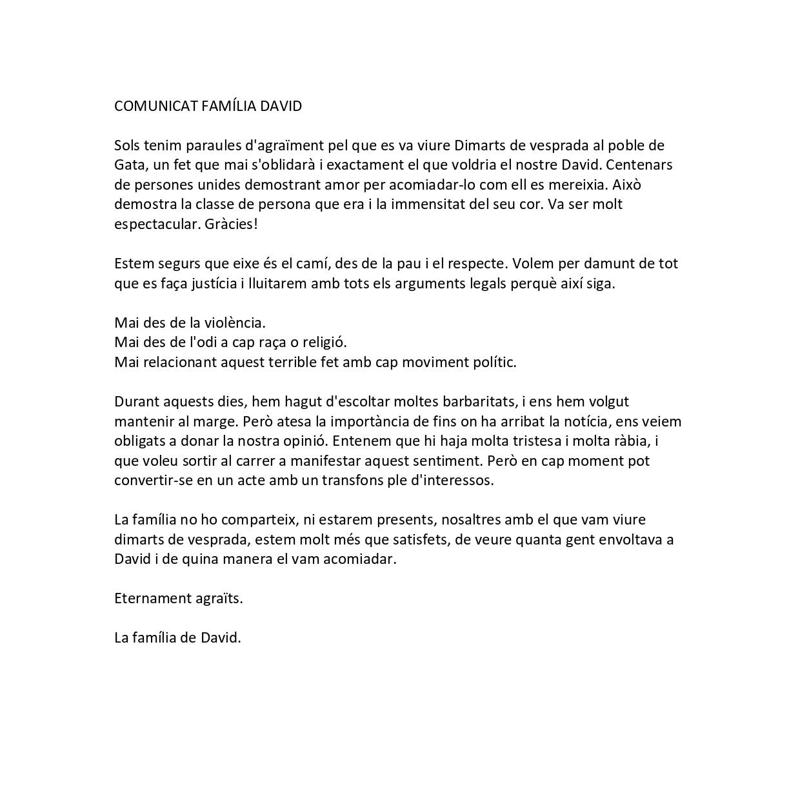 COMUNICAT FAMÍLIA DAVID
Sols tenim paraules d'agraïment pel que es va viure Dimarts de vesprada al poble de
Gata, un fet que mai s'oblidarà i exactament el que voldria el nostre David. Centenars
de persones unides demostrant amor per acomiadar-lo com ell es mereixia. Això
demostra la classe de persona que era i la immensitat del seu cor. Va ser molt
espectacular. Gràcies!
Estem segurs que eixe és el camí, des de la pau i el respecte. Volem per damunt de tot
que es faça justícia i lluitarem amb tots els arguments legals perquè així siga.
Mai des de la violència.
Mai des de l'odi a cap raça o religió.
Mai relacionant aquest terrible fet amb cap moviment polític.
Durant aquests dies, hem hagut d'escoltar moltes barbaritats, i ens hem volgut
mantenir al marge. Però atesa la importància de fins on ha arribat la notícia, ens veiem
obligats a donar la nostra opinió. Entenem que hi haja molta tristesa i molta ràbia, i
que voleu sortir al carrer a manifestar aquest sentiment. Però en cap moment pot
convertir-se en un acte amb un transfons ple d'interessos.
La família no ho comparteix, ni estarem presents, nosaltres amb el que vam viure
dimarts de vesprada, estem molt més que satisfets, de veure quanta gent envoltava a
David i de quina manera el vam acomiadar.
Eternament agraïts.
La família de David.